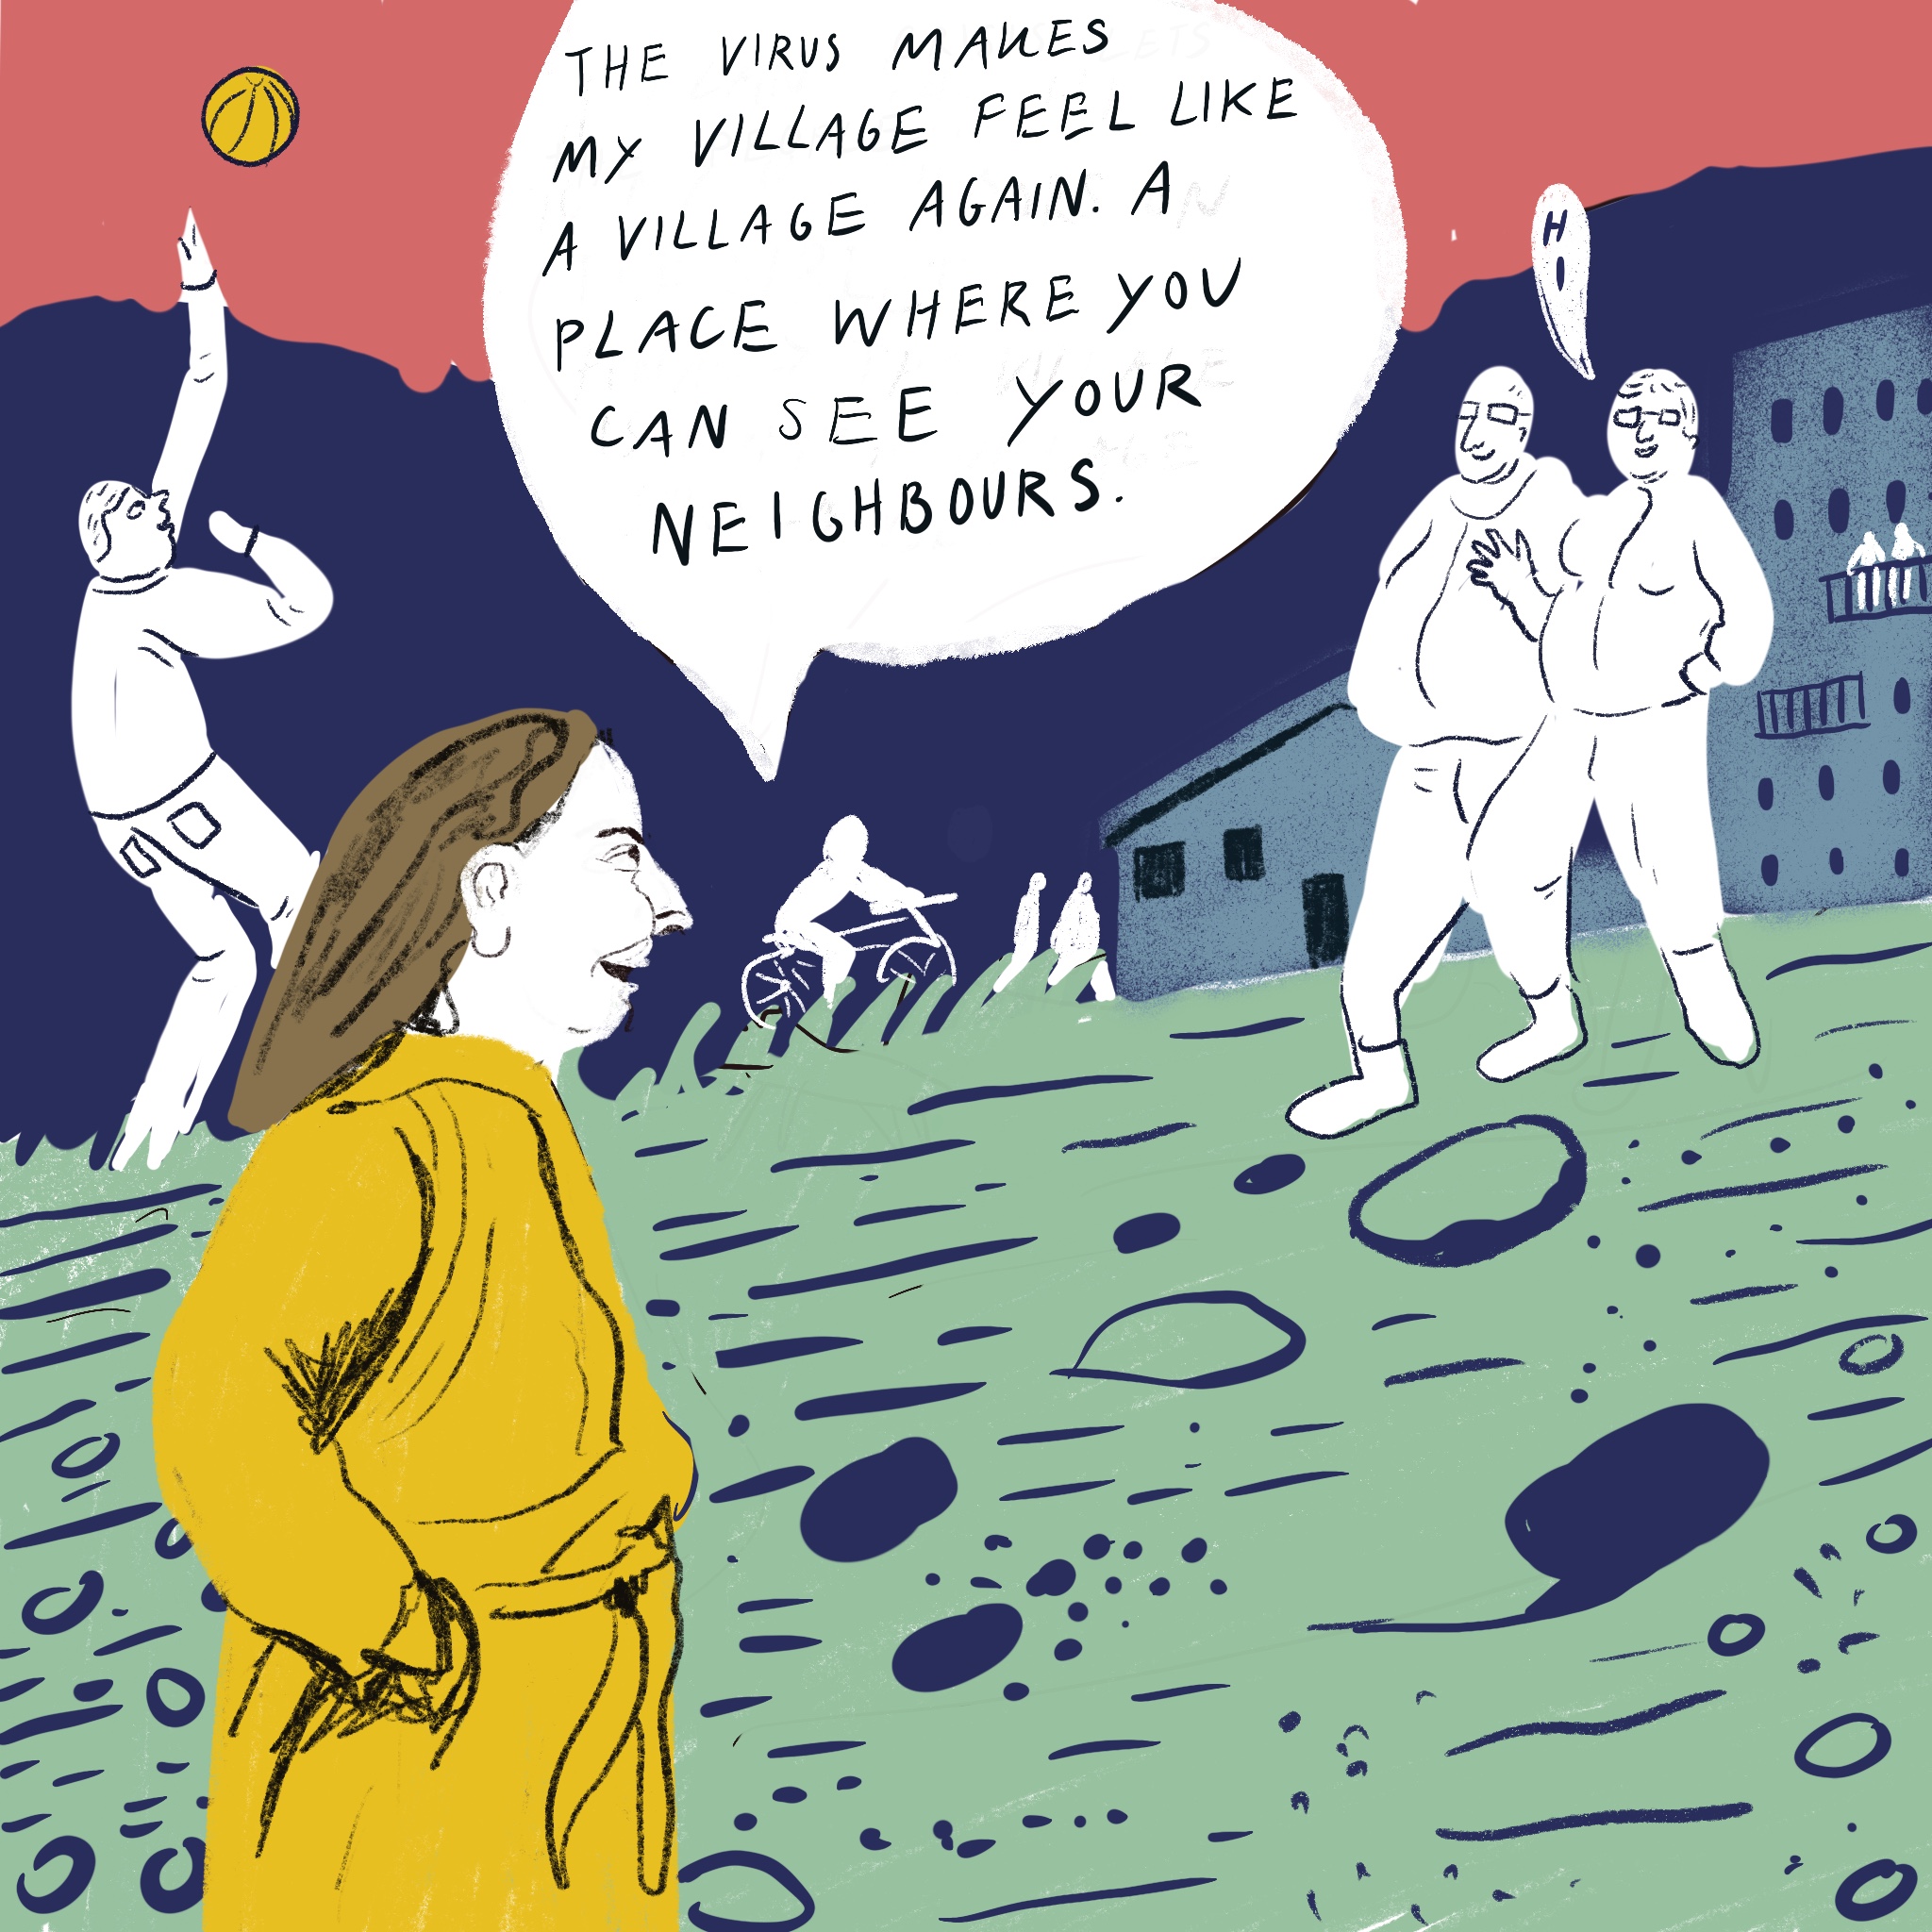 THE VIRUS MAKES
MY VILLAGE FEEL LIKE
A VILLAGE AGAIN. A
PLACE WHERE YOU
CAN SEE YOUR
NEIGHBOURS.
HI